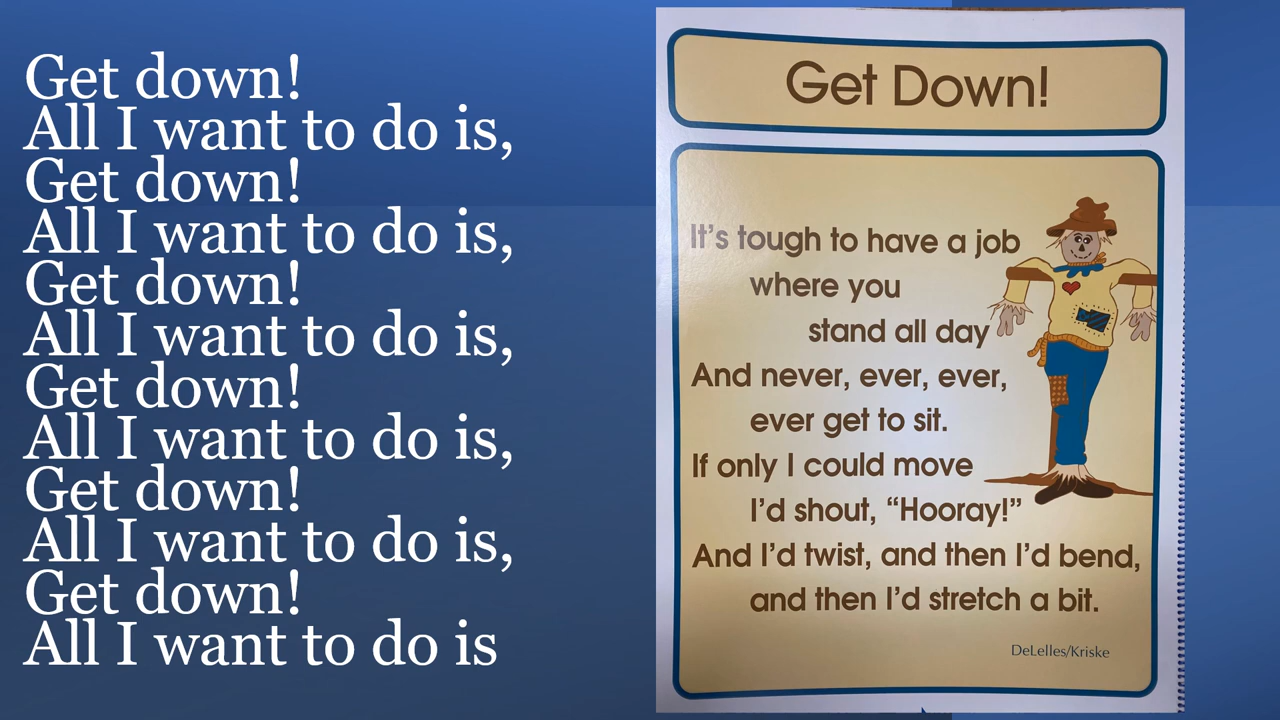 Get down!
All I want to do is,
Get down!
All I want to do is,
Get down!
All I want to do is,
Get down!
All I want to do is,
Get down!
All I want to do is,
Get down!
All I want to do is
Get Down!
It's tough to have a job
where you
stand all day
And never, ever, ever,
ever get to sit.
If only I could move
I'd shout, “Hooray!”
And I'd twist, and then I'd bend,
and then I'd stretch a bit.
DeLelles/Kriske